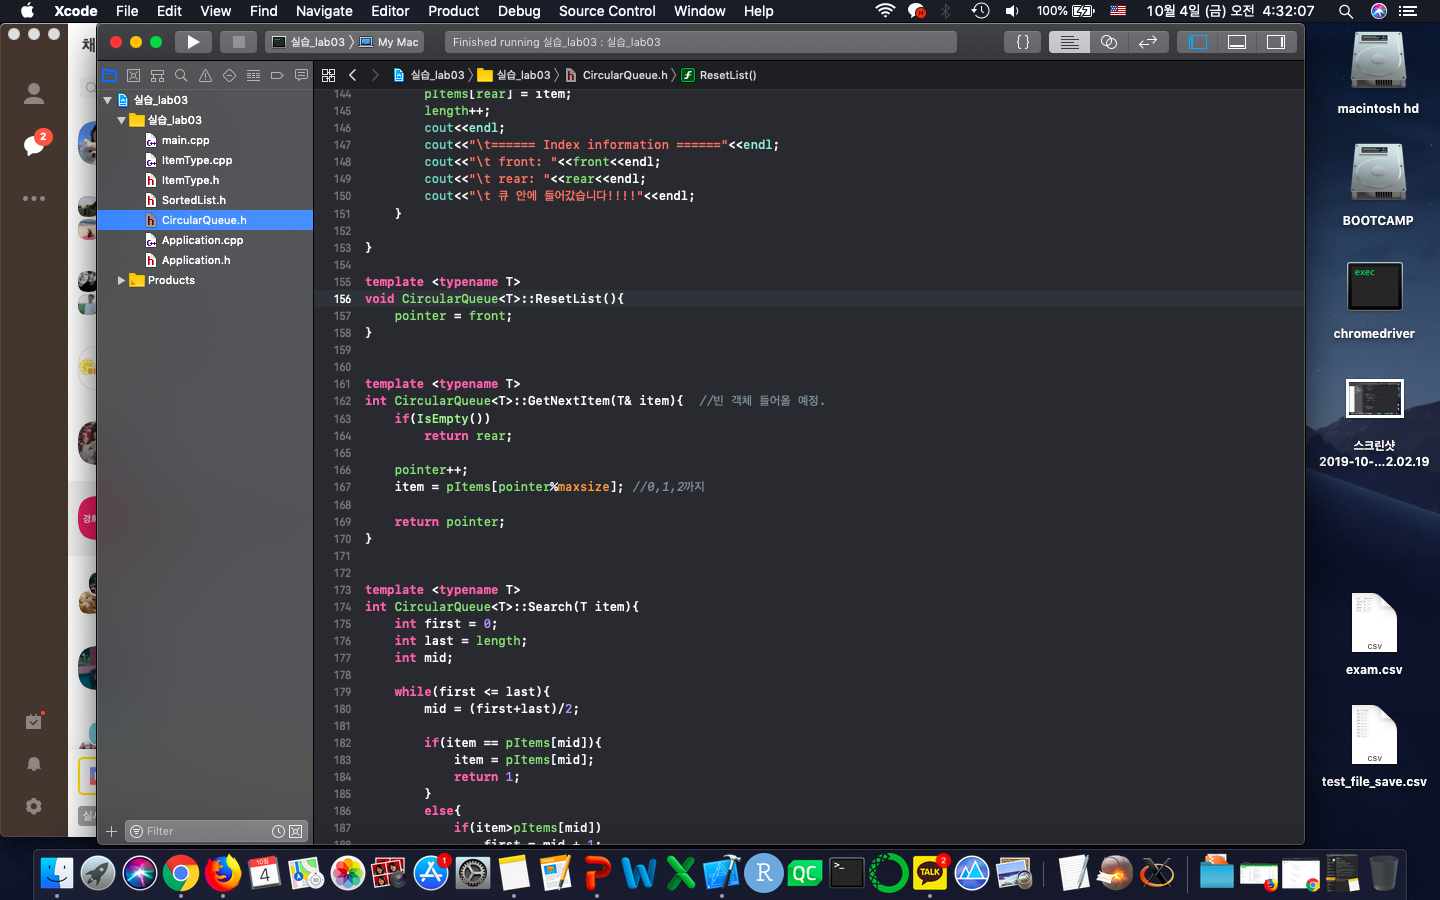 Xcode File Edit View Find Navigate Editor Product Debug Source Control Window Help
100% 10월 4일 (금) 오전 4:32:07
실습_lab03 My Mac
Finished running 실습_lab03 : 실습_lab03
실습_lab03 실습_lab03 CircularQueue.h ResetList()
실습_lab03
실습_lab03
main.cpp
ItemType.cpp
ItemType.h
SortedList.h
CircularQueue.h
Application.cpp
Application.h
Products
Filter
144 pItems[rear] = item;
145 length++;
146 cout<<endl;
147 cout<<"\t====== Index information ======"<<endl;
148 cout<<"\t front: "<<front<<endl;
149 cout<<"\t rear: "<<rear<<endl;
150 cout<<"\t 큐 안에 들어갔습니다!!!!"<<endl;
151 }
152
153 }
154
155 template <typename T>
156 void CircularQueue<T>::ResetList(){
157 pointer = front;
158 }
159
160
161 template <typename T>
162 int CircularQueue<T>::GetNextItem(T& item){ //빈 객체 들어올 예정.
163 if(IsEmpty())
164 return rear;
165
166 pointer++;
167 item = pItems[pointer%maxsize]; //0,1,2까지
168
169 return pointer;
170 }
171
172
173 template <typename T>
174 int CircularQueue<T>::Search(T item){
175 int first = 0;
176 int last = length;
177 int mid;
178
179 while(first <= last){
180 mid = (first+last)/2;
181
182 if(item == pItems[mid]){
183 item = pItems[mid];
184 return 1;
185 }
186 else{
187 if(item>pItems[mid])
188 first = mid + 1;
macintosh hd
BOOTCAMP
exec
chromedriver
스크린샷
2019-10-...2.02.19
csv
exam.csv
csv
test_file_save.csv
2
채
경희
실시
10월
4
1
R
QC
TALK
2